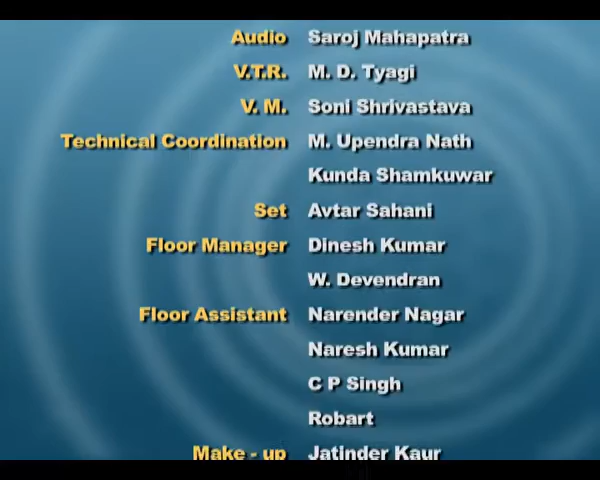 Audio Saroj Mahapatra
V.T.R. M. D. Tyagi
V. M. Soni Shrivastava
Technical Coordination M. Upendra Nath
Kunda Shamkuwar
Set Avtar Sahani
Floor Manager Dinesh Kumar
W. Devendran
Floor Assistant Narender Nagar
Naresh Kumar
C P Singh
Robart
Make - up Jatinder Kaur